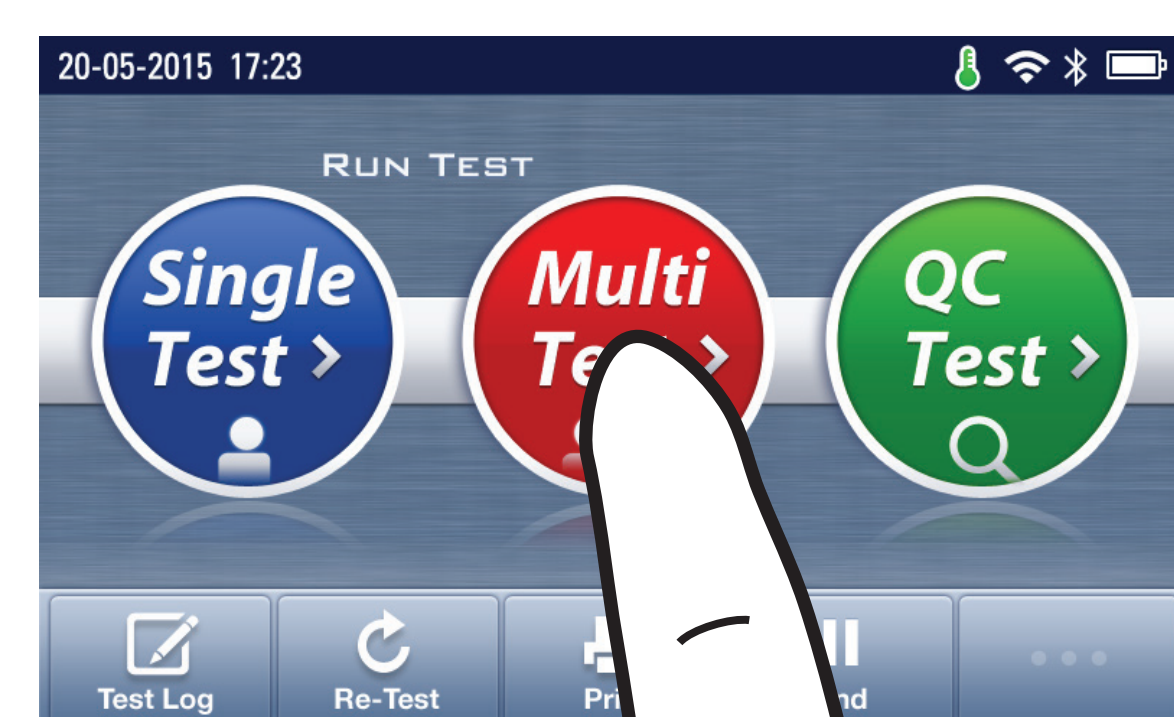 20-05-2015 17:23
RUN TEST
Single
Test
Multi
QC
Test
Test Log
Re-Test